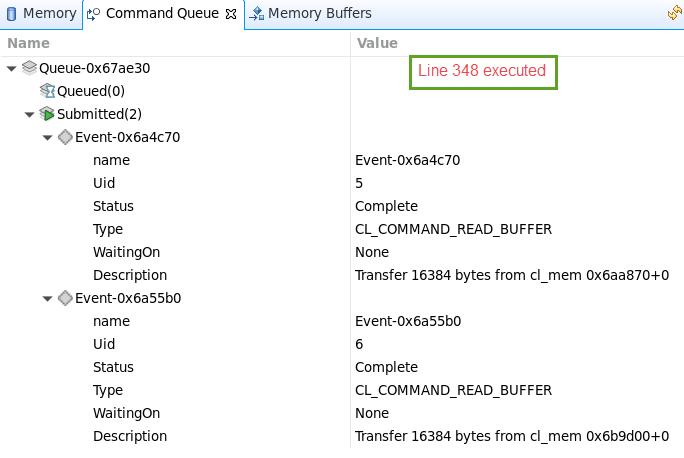 Memory Command Queue Memory Buffers
Name Value
Line 348 executed
Queue-0x67ae30
Queued(0)
Submitted(2)
Event-0x6a4c70
name Event-0x6a4c70
Uid 5
Status Complete
Type CL_COMMAND_READ_BUFFER
WaitingOn None
Description Transfer 16384 bytes from cl_mem 0x6aa870+0
Event-0x6a55b0
name Event-0x6a55b0
Uid 6
Status Complete
Type CL_COMMAND_READ_BUFFER
WaitingOn None
Description Transfer 16384 bytes from cl_mem 0x6b9d00+0